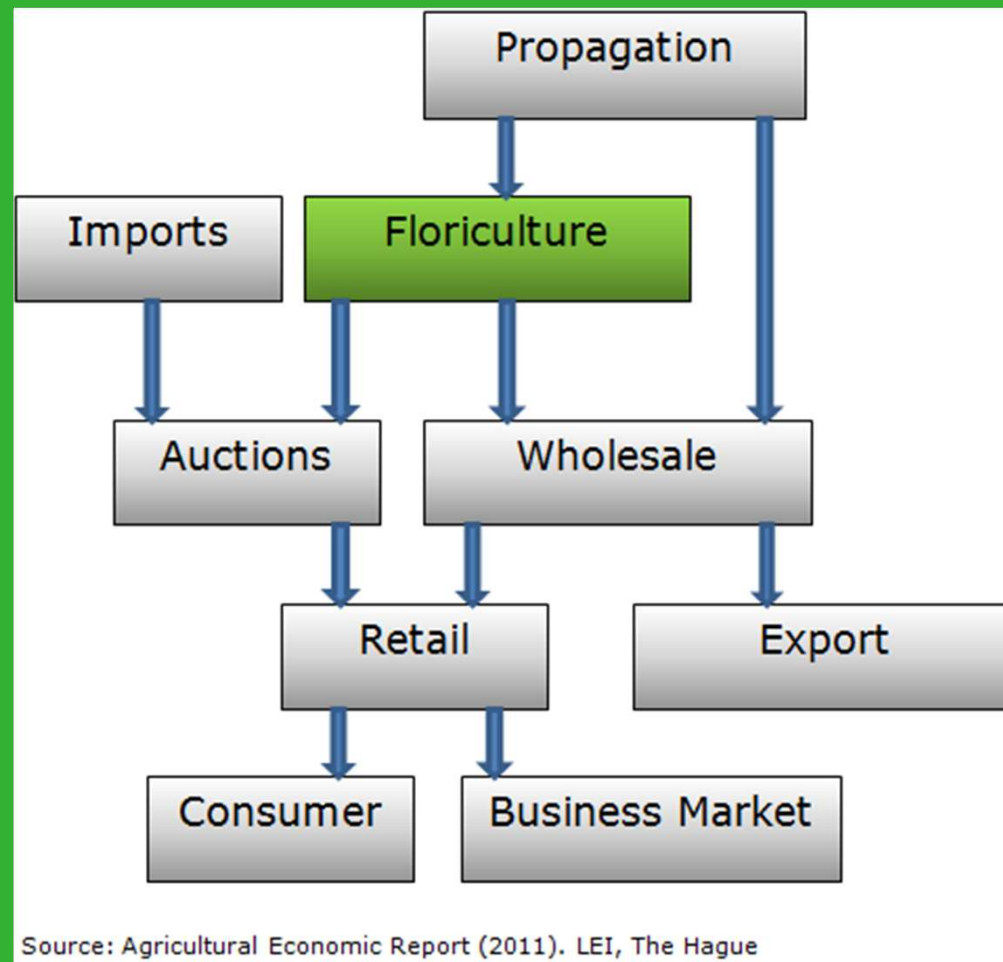 Propagation
Imports
Floriculture
Auctions
Wholesale
Retail
Export
Consumer
Business Market
Source: Agricultural Economic Report (2011). LEI, The Hague